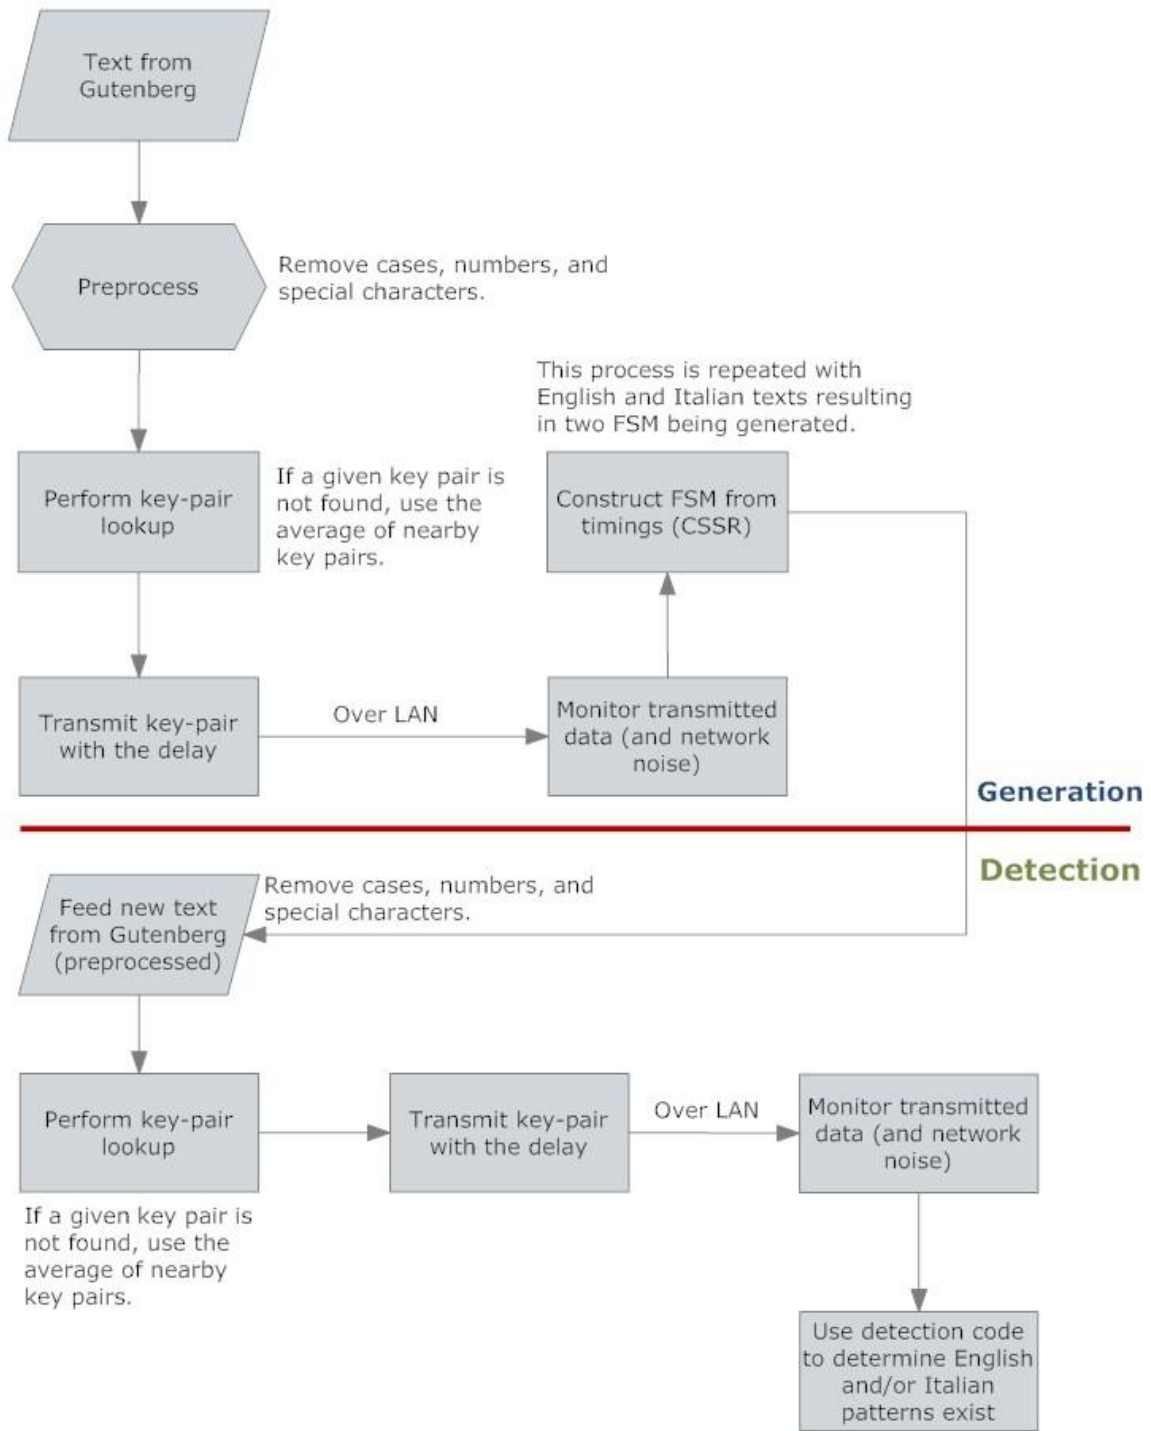 Text from
Gutenberg
Preprocess
Remove cases, numbers, and
special characters.
This process is repeated with
English and Italian texts resulting
in two FSM being generated.
Perform key-pair
lookup
If a given key pair is
not found, use the
average of nearby
key pairs.
Construct FSM from
timings (CSSR)
Transmit key-pair
with the delay
Over LAN
Monitor transmitted
data (and network
noise)
Generation
Detection
Feed new text
from Gutenberg
(preprocessed)
Remove cases, numbers, and
special characters.
Perform key-pair
lookup
If a given key pair is
not found, use the
average of nearby
key pairs.
Transmit key-pair
with the delay
Over LAN
Monitor transmitted
data (and network
noise)
Use detection code
to determine English
and/or Italian
patterns exist